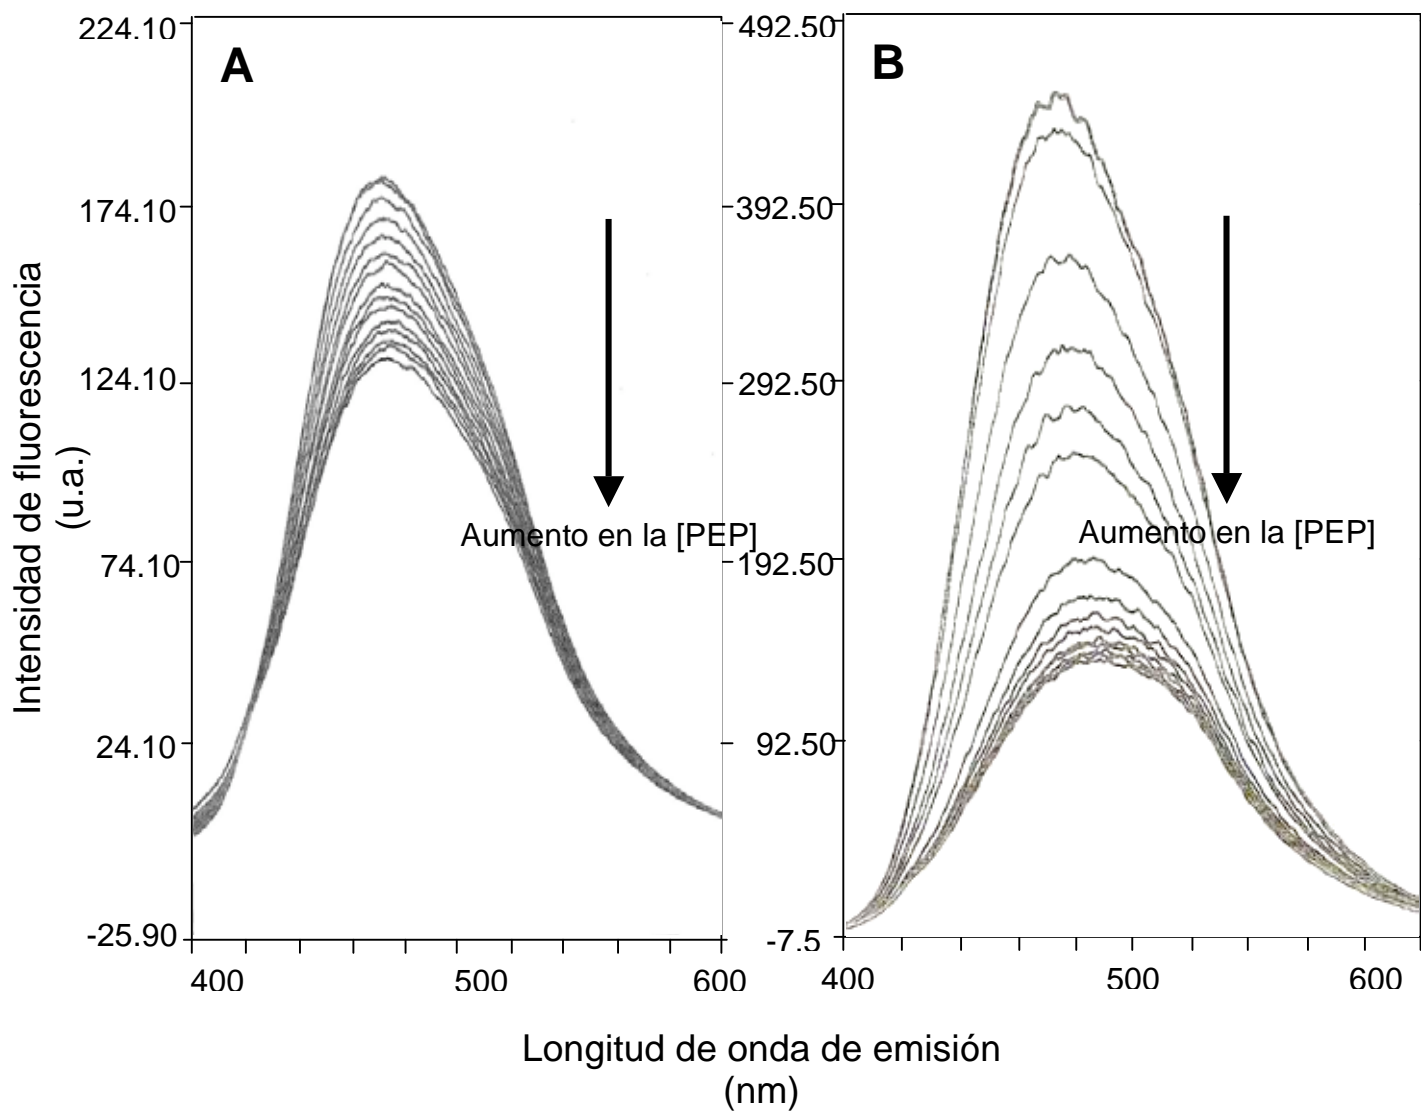 A
B
224.10
174.10
124.10
74.10
24.10
-25.90
492.50
392.50
292.50
192.50
92.50
-7.5
Intensidad de fluorescencia
(u.a.)
Aumento en la [PEP]
Aumento en la [PEP]
400
500
600
400
500
600
Longitud de onda de emisión
(nm)